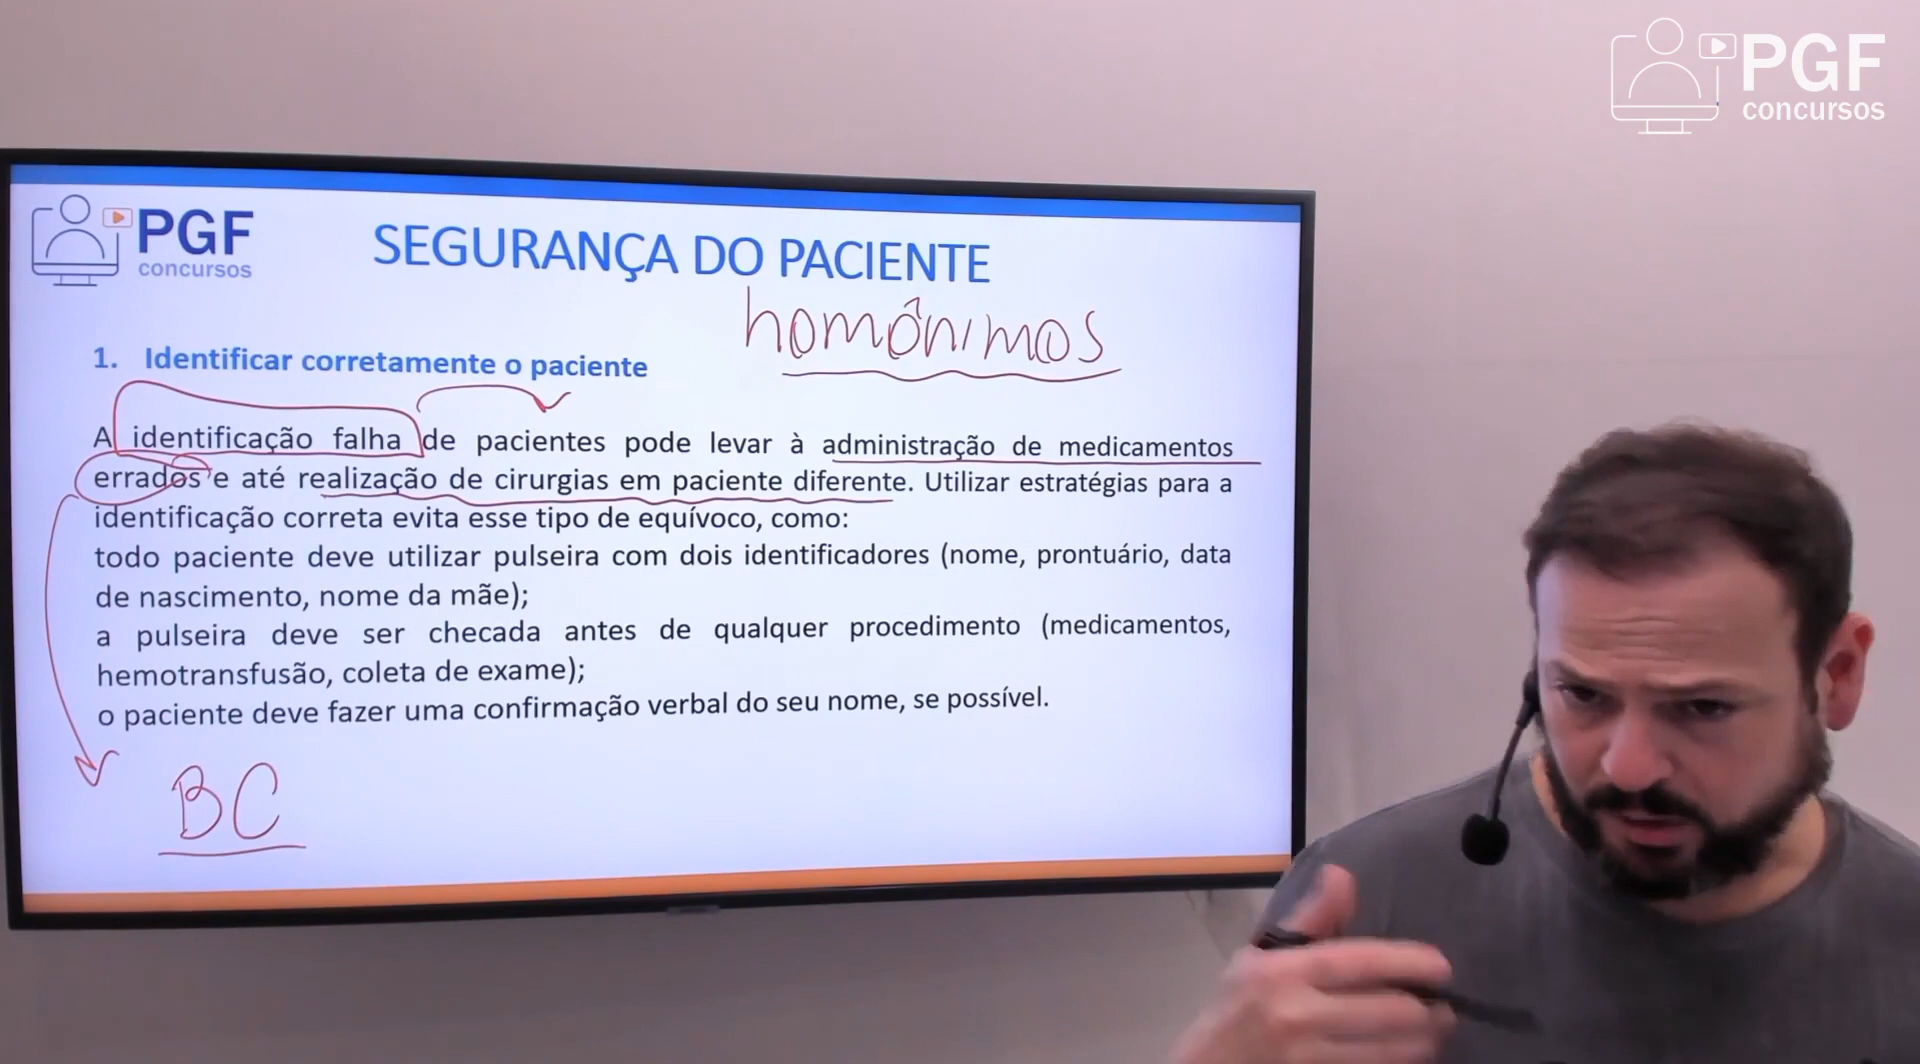 PGF
concursos
PGF
concursos
SEGURANÇA DO PACIENTE
homônimos
1. Identificar corretamente o paciente
A identificação falha de pacientes pode levar à administração de medicamentos
errados e até realização de cirurgias em paciente diferente. Utilizar estratégias para a
identificação correta evita esse tipo de equívoco, como:
todo paciente deve utilizar pulseira com dois identificadores (nome, prontuário, data
de nascimento, nome da mãe);
a pulseira deve ser checada antes de qualquer procedimento (medicamentos,
hemotransfusão, coleta de exame);
o paciente deve fazer uma confirmação verbal do seu nome, se possível.
BC